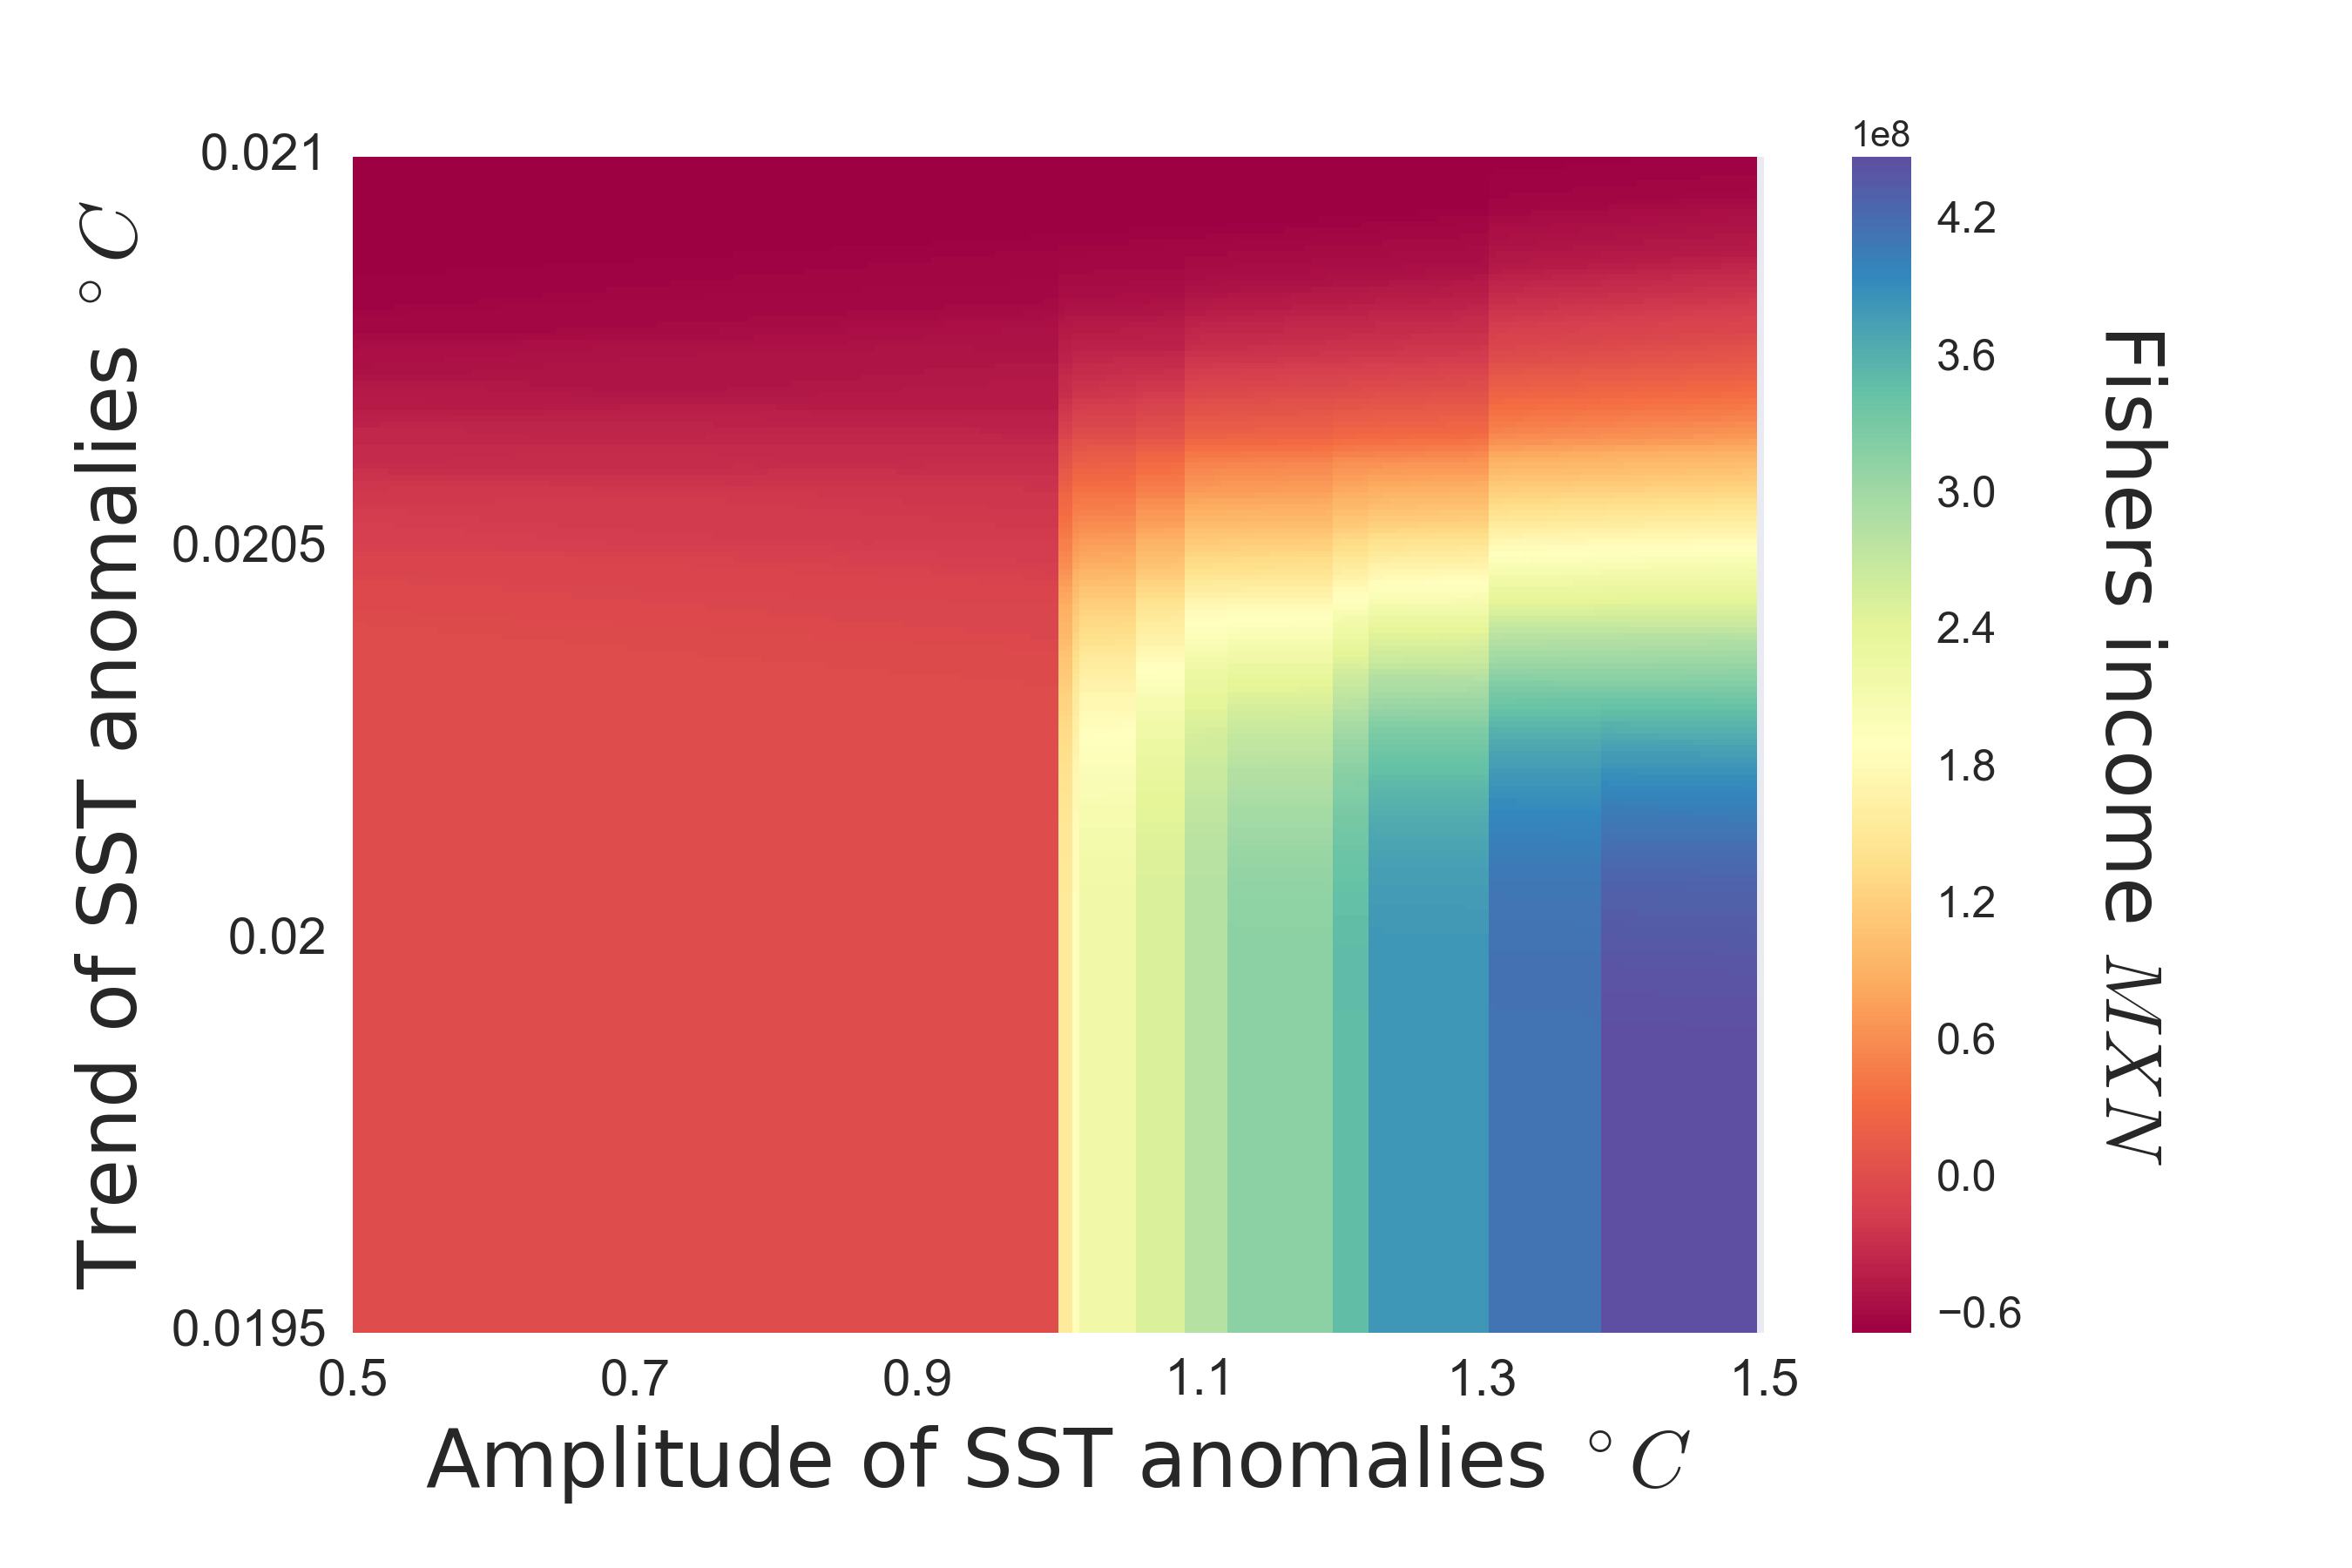 Trend of SST anomalies °C
0.021
0.0205
0.02
0.0195
0.5 0.7 0.9 1.1 1.3 1.5
Amplitude of SST anomalies °C
1e8
4.2
3.6
3.0
2.4
1.8
1.2
0.6
0.0
−0.6
Fishers income MXN